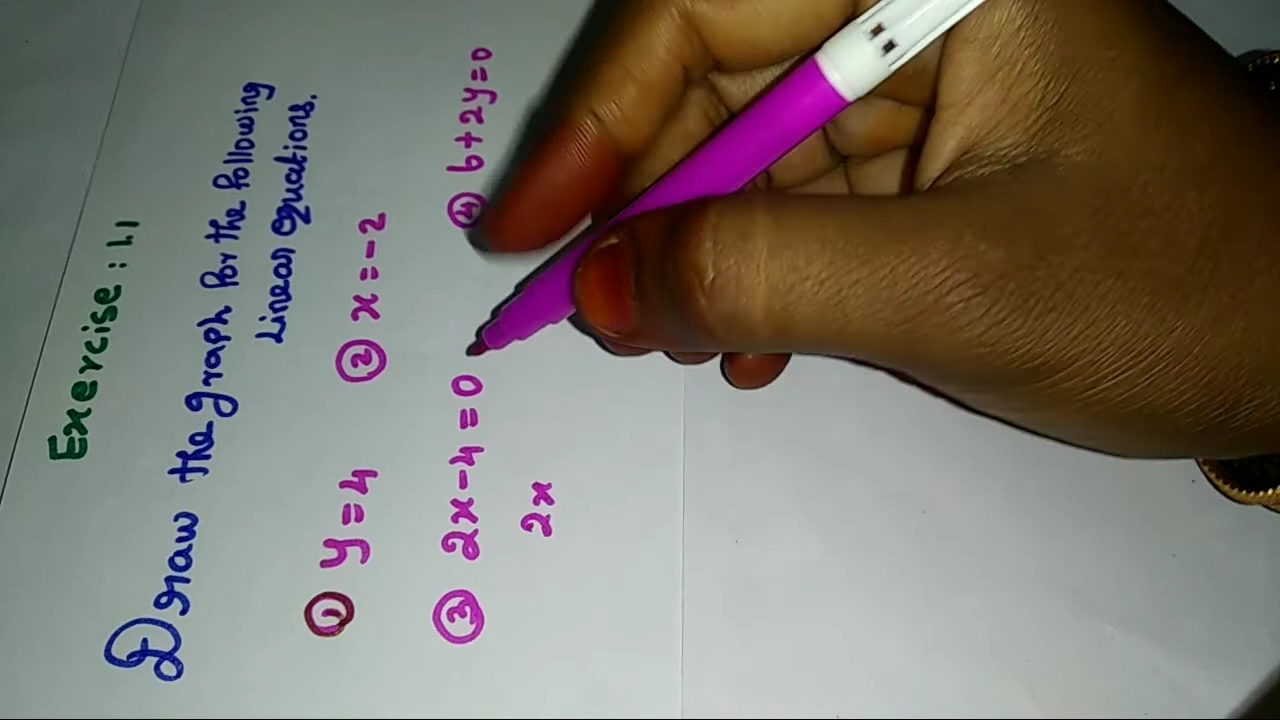 Exercise : 1.1
Draw the graph for the following
Linear equations.
① y = 4 ② x = -2
③ 2x - 4 = 0 ④ 6 + 2y = 0
2x